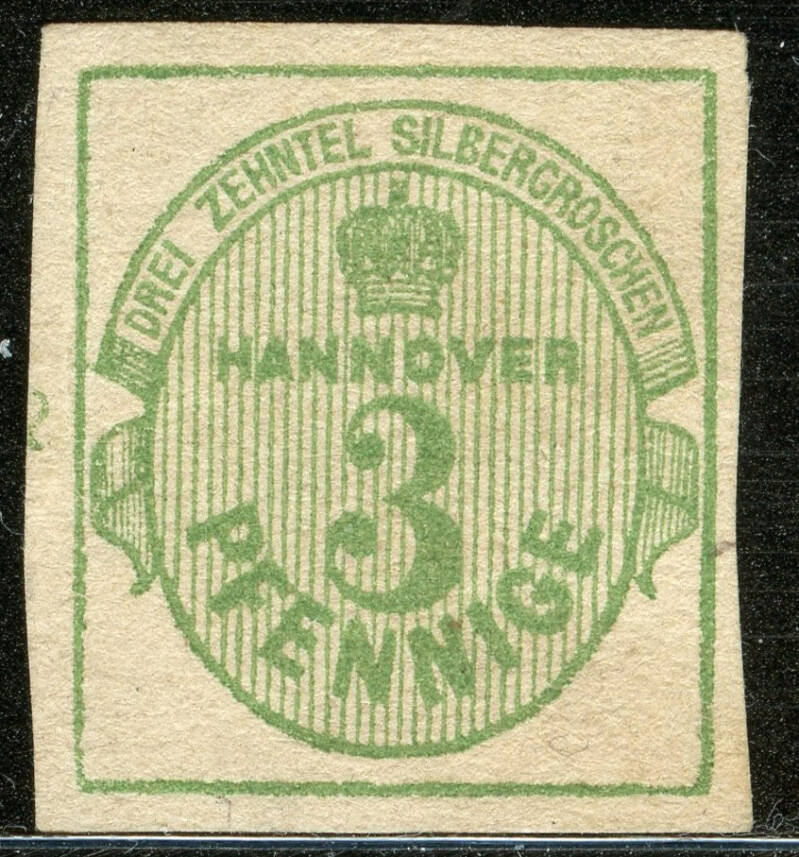 DREI ZEHNTEL SILBERGROSCHEN
HANNOVER
3
PFENNIGE